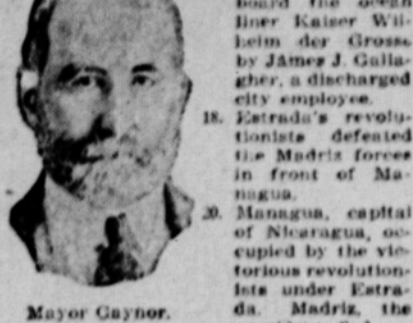 board the ocean
liner Kaiser Wil-
helm der Grosse
by James J. Galla-
gher, a discharged
city employee.
18. Estrada's revolu-
tionists defeated
the Madriz forces
in front of Ma-
nagua.
20. Managua, capital
of Nicaragua, oc-
cupied by the vic-
torious revolution-
ists under Estra-
da. Madriz, the
Mayor Gaynor.